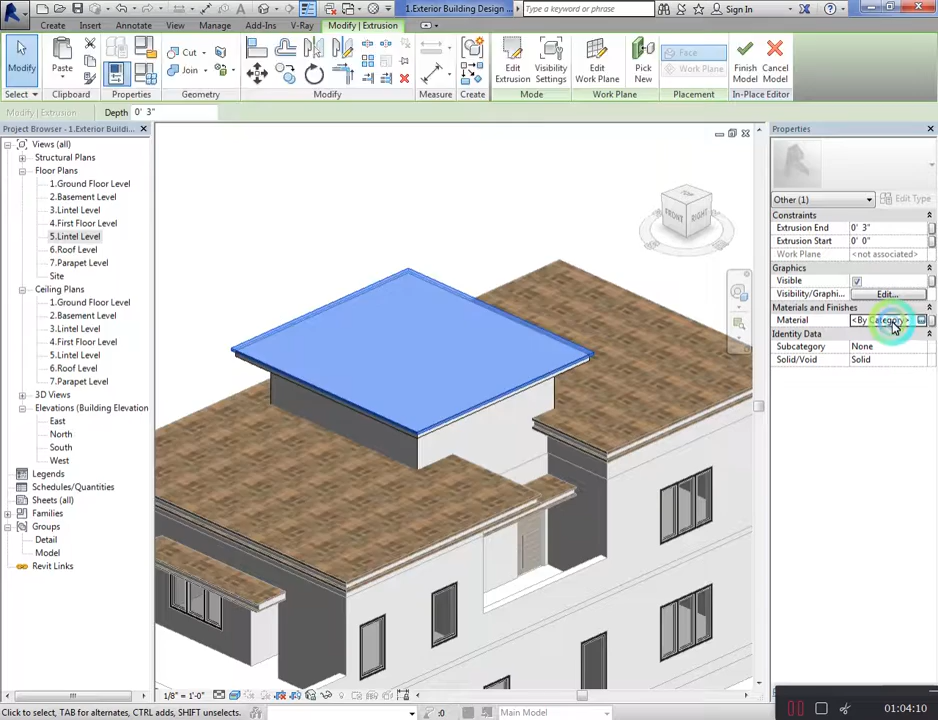 1.Exterior Building Design ...
Type a keyword or phrase
Sign In
Create Insert Annotate View Manage Add-Ins V-Ray Modify | Extrusion
Modify
Paste
Cut
Join
Edit Extrusion
Visibility Settings
Edit Work Plane
Pick New
Face
Work Plane
Finish Model
Cancel Model
Select Clipboard Properties Geometry Modify Measure Create Mode Work Plane Placement In-Place Editor
Modify | Extrusion
Depth 0' 3"
Project Browser - 1.Exterior Buildi...
Views (all)
Structural Plans
Floor Plans
1.Ground Floor Level
2.Basement Level
3.Lintel Level
4.First Floor Level
5.Lintel Level
6.Roof Level
7.Parapet Level
Site
Ceiling Plans
1.Ground Floor Level
2.Basement Level
3.Lintel Level
4.First Floor Level
5.Lintel Level
6.Roof Level
7.Parapet Level
3D Views
Elevations (Building Elevation
East
North
South
West
Legends
Schedules/Quantities
Sheets (all)
Families
Groups
Detail
Model
Revit Links
TOP
FRONT
RIGHT
Properties
Other (1)
Edit Type
Constraints
Extrusion End 0' 3"
Extrusion Start 0' 0"
Work Plane <not associated>
Graphics
Visible
Visibility/Graphi... Edit...
Materials and Finishes
Material <By Category>
Identity Data
Subcategory None
Solid/Void Solid
1/8" = 1'-0"
Click to select, TAB for alternates, CTRL adds, SHIFT unselects.
:0
Main Model
01:04:10